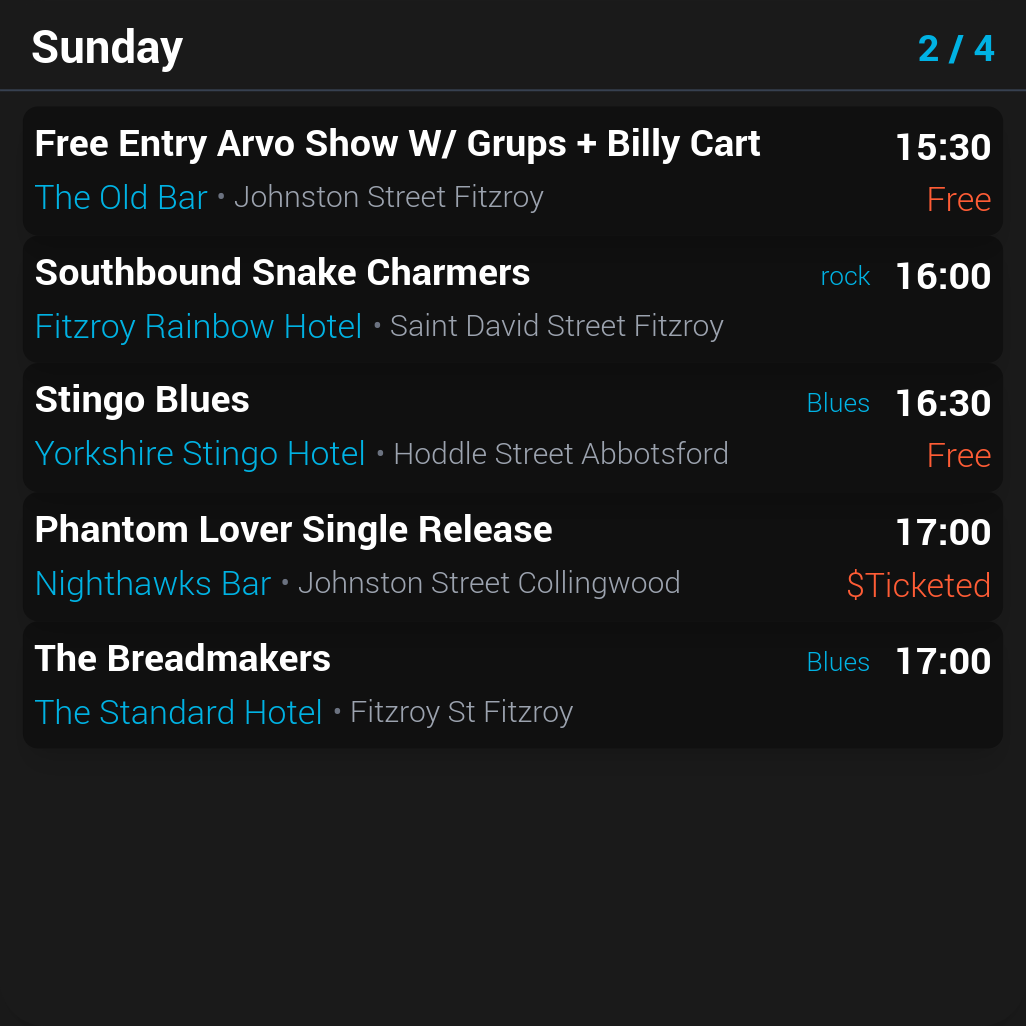 Sunday 2 / 4
Free Entry Arvo Show W/ Grups + Billy Cart 15:30
The Old Bar • Johnston Street Fitzroy Free
Southbound Snake Charmers rock 16:00
Fitzroy Rainbow Hotel • Saint David Street Fitzroy
Stingo Blues Blues 16:30
Yorkshire Stingo Hotel • Hoddle Street Abbotsford Free
Phantom Lover Single Release 17:00
Nighthawks Bar • Johnston Street Collingwood $Ticketed
The Breadmakers Blues 17:00
The Standard Hotel • Fitzroy St Fitzroy